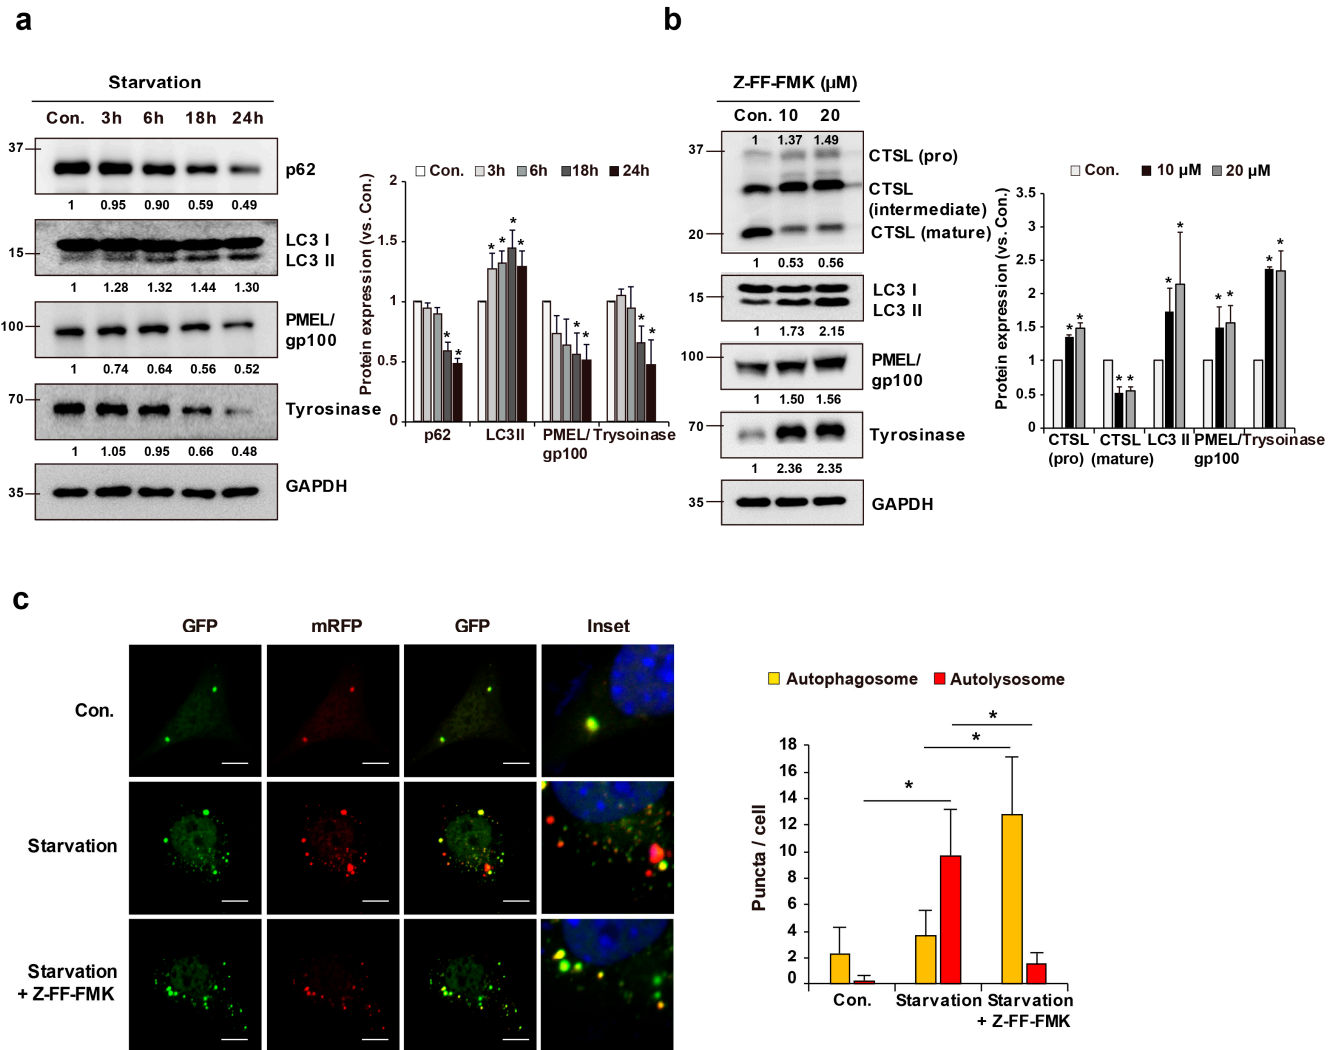 a
Starvation
Con. 3h 6h 18h 24h
37
p62
1 0.95 0.90 0.59 0.49
LC3 I
15
LC3 II
1 1.28 1.32 1.44 1.30
100
PMEL/
gp100
1 0.74 0.64 0.56 0.52
70
Tyrosinase
1 1.05 0.95 0.66 0.48
35
GAPDH
Con. 3h 6h 18h 24h
Protein expression (vs. Con.)
2
1.5
1
0.5
0
* * * *
* *
* *
* *
p62 LC3II PMEL/ Trysoinase
gp100
b
Z-FF-FMK (μM)
Con. 10 20
1 1.37 1.49
37
CTSL (pro)
CTSL
(intermediate)
20
CTSL (mature)
1 0.53 0.56
LC3 I
15
LC3 II
1 1.73 2.15
100
PMEL/
gp100
1 1.50 1.56
70
Tyrosinase
1 2.36 2.35
35
GAPDH
Con. 10 μM 20 μM
Protein expression (vs. Con.)
3.5
3
2.5
2
1.5
1
0.5
0
* *
* *
* *
* *
* *
CTSL CTSL LC3 II PMEL/ Trysoinase
(pro) (mature) gp100
c
GFP mRFP GFP Inset
Con.
Starvation
Starvation
+ Z-FF-FMK
Autophagosome Autolysosome
Puncta / cell
18
16
14
12
10
8
6
4
2
0
*
*
*
Con. Starvation Starvation
+ Z-FF-FMK